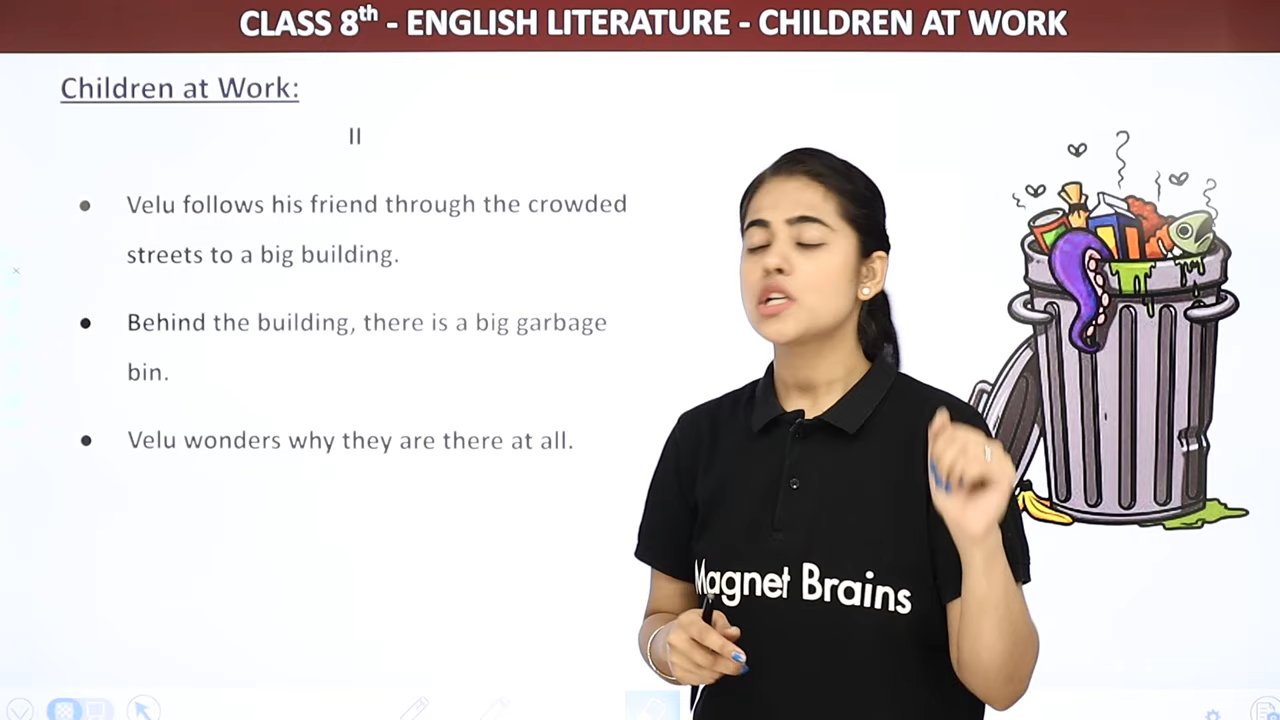 CLASS 8th - ENGLISH LITERATURE - CHILDREN AT WORK
Children at Work:
II
● Velu follows his friend through the crowded
streets to a big building.
● Behind the building, there is a big garbage
bin.
● Velu wonders why they are there at all.
Magnet Brains